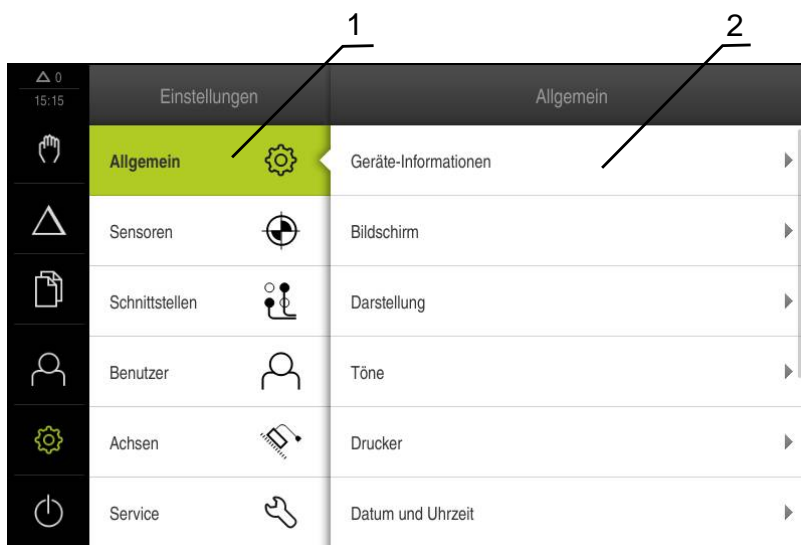 1
2
△ 0
15:15
Einstellungen
Allgemein
Allgemein
Sensoren
Schnittstellen
Benutzer
Achsen
Service
Geräte-Informationen
Bildschirm
Darstellung
Töne
Drucker
Datum und Uhrzeit